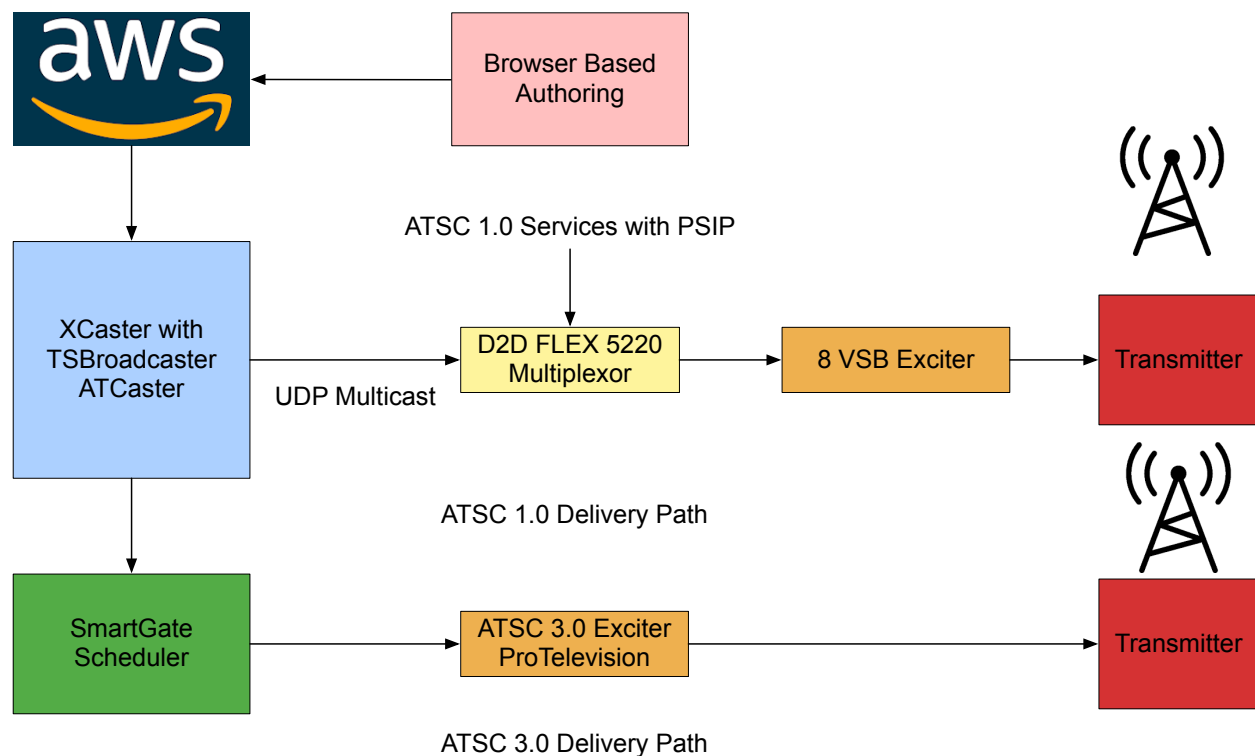 aws
Browser Based
Authoring
ATSC 1.0 Services with PSIP
XCaster with
TSBroadcaster
ATCaster
UDP Multicast
D2D FLEX 5220
Multiplexor
8 VSB Exciter
Transmitter
ATSC 1.0 Delivery Path
SmartGate
Scheduler
ATSC 3.0 Exciter
ProTelevision
Transmitter
ATSC 3.0 Delivery Path